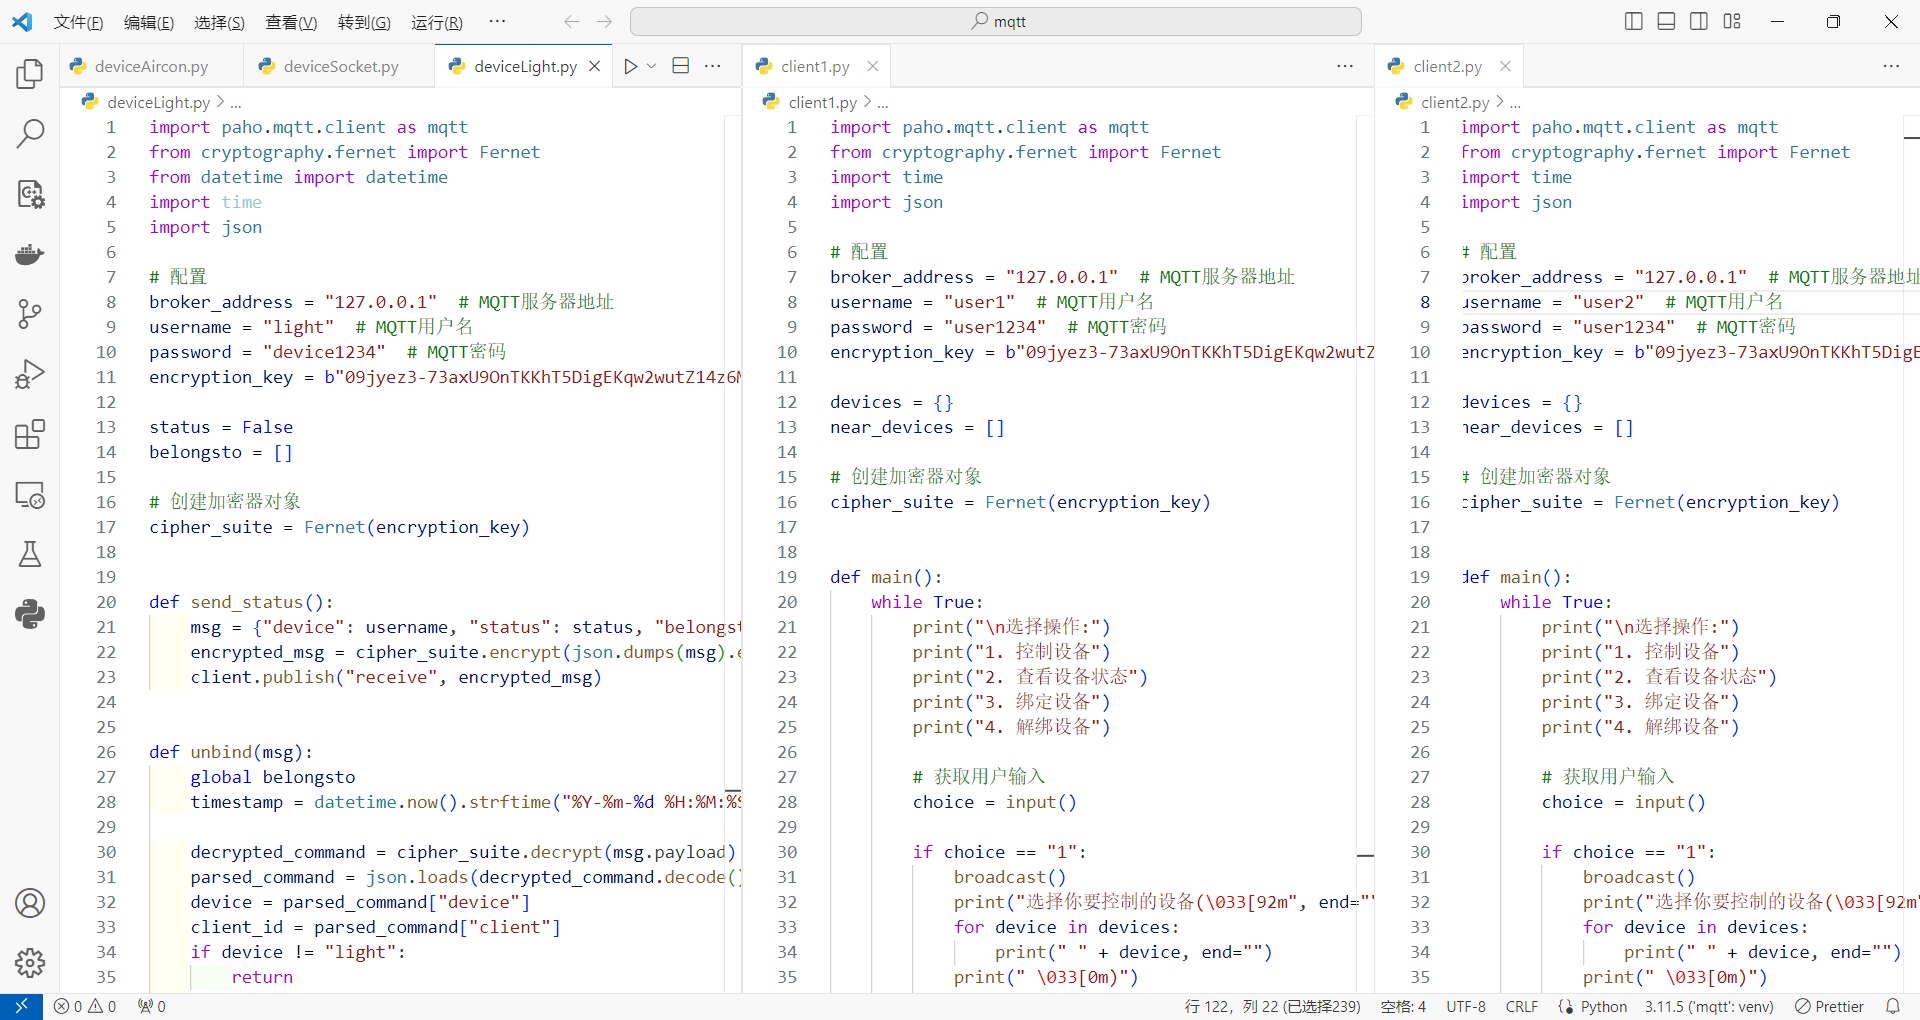 文件(F) 编辑(E) 选择(S) 查看(V) 转到(G) 运行(R) ··· mqtt
deviceAircon.py deviceSocket.py deviceLight.py
deviceLight.py > ...
1 import paho.mqtt.client as mqtt
2 from cryptography.fernet import Fernet
3 from datetime import datetime
4 import time
5 import json
6
7 # 配置
8 broker_address = "127.0.0.1"  # MQTT服务器地址
9 username = "light"  # MQTT用户名
10 password = "device1234"  # MQTT密码
11 encryption_key = b"09jyez3-73axU9OnTKKhT5DigEKqw2wutZ14z6
12
13 status = False
14 belongsto = []
15
16 # 创建加密器对象
17 cipher_suite = Fernet(encryption_key)
18
19
20 def send_status():
21 msg = {"device": username, "status": status, "belongst
22 encrypted_msg = cipher_suite.encrypt(json.dumps(msg).e
23 client.publish("receive", encrypted_msg)
24
25
26 def unbind(msg):
27 global belongsto
28 timestamp = datetime.now().strftime("%Y-%m-%d %H:%M:%S
29
30 decrypted_command = cipher_suite.decrypt(msg.payload)
31 parsed_command = json.loads(decrypted_command.decode()
32 device = parsed_command["device"]
33 client_id = parsed_command["client"]
34 if device != "light":
35 return
client1.py
client1.py > ...
1 import paho.mqtt.client as mqtt
2 from cryptography.fernet import Fernet
3 import time
4 import json
5
6 # 配置
7 broker_address = "127.0.0.1"  # MQTT服务器地址
8 username = "user1"  # MQTT用户名
9 password = "user1234"  # MQTT密码
10 encryption_key = b"09jyez3-73axU9OnTKKhT5DigEKqw2wutZ
11
12 devices = {}
13 near_devices = []
14
15 # 创建加密器对象
16 cipher_suite = Fernet(encryption_key)
17
18
19 def main():
20 while True:
21 print("\n选择操作:")
22 print("1. 控制设备")
23 print("2. 查看设备状态")
24 print("3. 绑定设备")
25 print("4. 解绑设备")
26
27 # 获取用户输入
28 choice = input()
29
30 if choice == "1":
31 broadcast()
32 print("选择你要控制的设备(\033[92m", end=""
33 for device in devices:
34 print(" " + device, end="")
35 print(" \033[0m)")
client2.py
client2.py > ...
1 import paho.mqtt.client as mqtt
2 from cryptography.fernet import Fernet
3 import time
4 import json
5
6 # 配置
7 broker_address = "127.0.0.1"  # MQTT服务器地址
8 username = "user2"  # MQTT用户名
9 password = "user1234"  # MQTT密码
10 encryption_key = b"09jyez3-73axU9OnTKKhT5DigE
11
12 devices = {}
13 near_devices = []
14
15 # 创建加密器对象
16 cipher_suite = Fernet(encryption_key)
17
18
19 def main():
20 while True:
21 print("\n选择操作:")
22 print("1. 控制设备")
23 print("2. 查看设备状态")
24 print("3. 绑定设备")
25 print("4. 解绑设备")
26
27 # 获取用户输入
28 choice = input()
29
30 if choice == "1":
31 broadcast()
32 print("选择你要控制的设备(\033[92m"
33 for device in devices:
34 print(" " + device, end="")
35 print(" \033[0m)")
0 0 0 行 122，列 22 (已选择239) 空格: 4 UTF-8 CRLF Python 3.11.5 ('mqtt': venv) Prettier